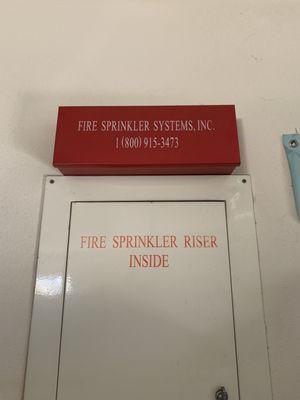 FIRE SPRINKLER SYSTEMS, INC.
1 (800) 915-3473
FIRE SPRINKLER RISER
INSIDE